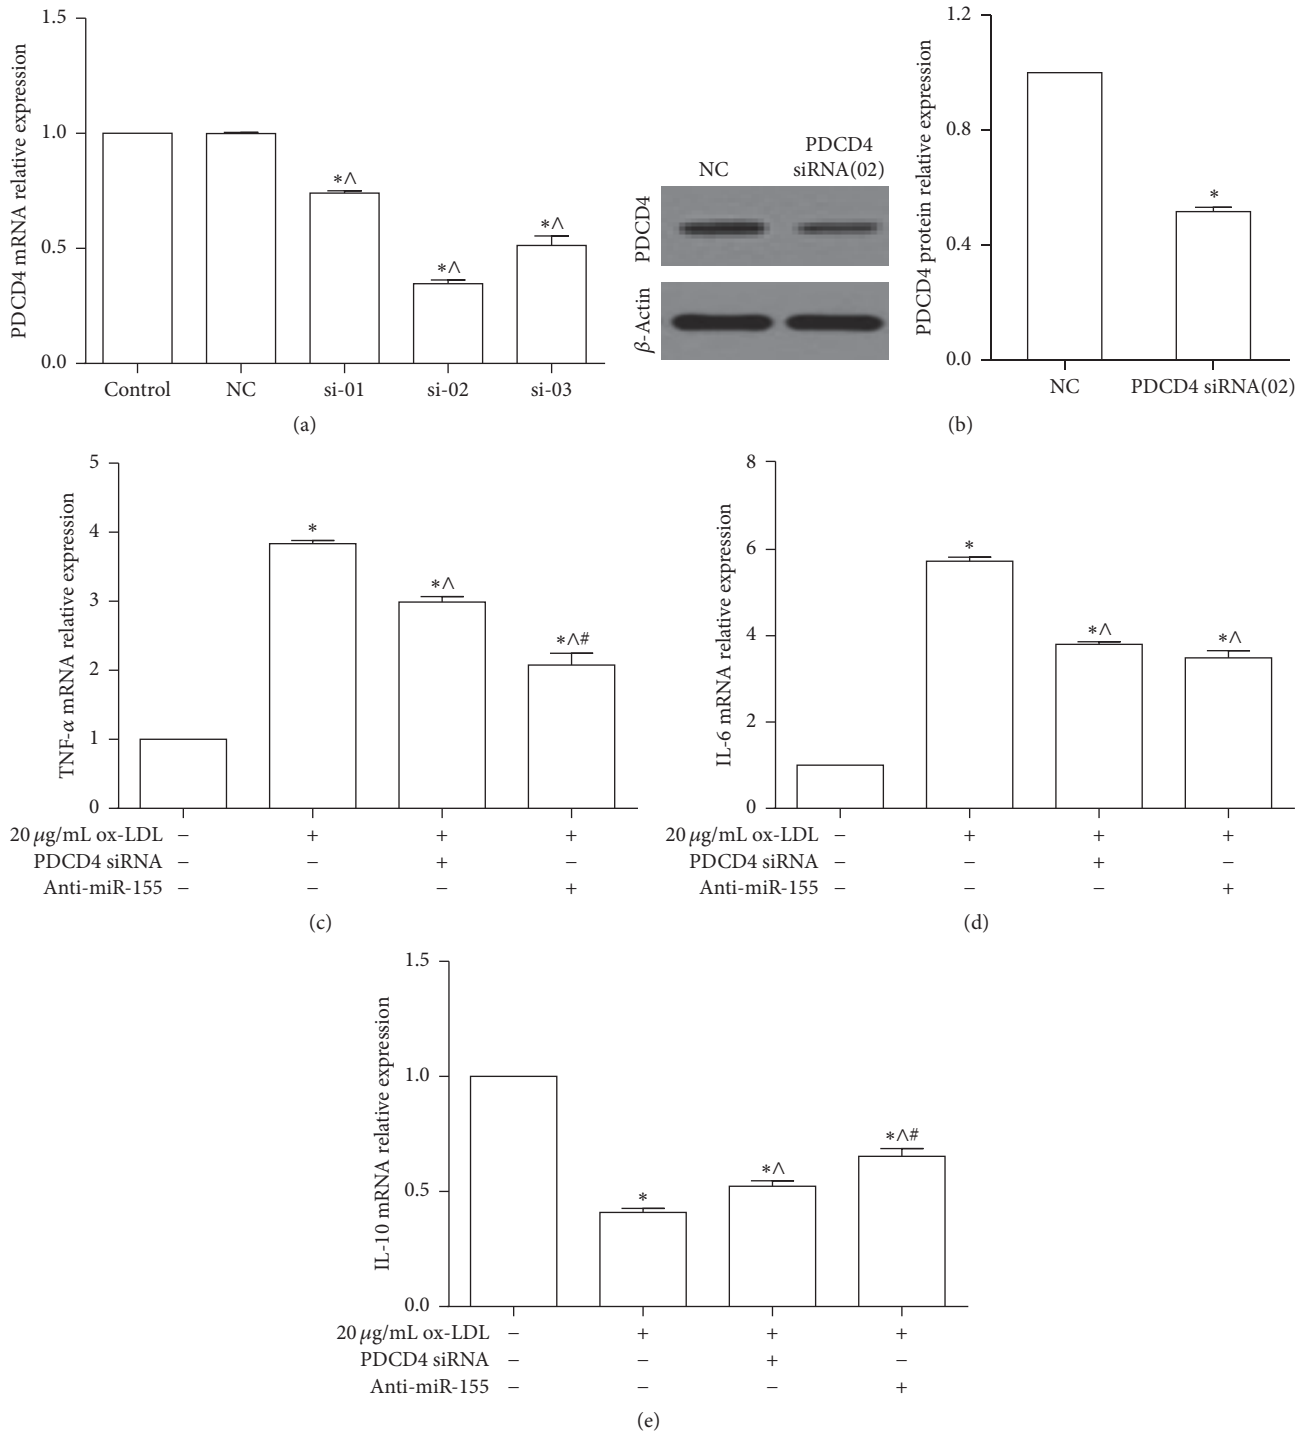 1.5
1.0
0.5
0.0
PDCD4 mRNA relative expression
*^
*^
*^
Control NC si-01 si-02 si-03
(a)
NC
PDCD4
siRNA(02)
PDCD4
β-Actin
1.2
0.8
0.4
0.0
PDCD4 protein relative expression
*
NC PDCD4 siRNA(02)
(b)
5
4
3
2
1
0
TNF-α mRNA relative expression
*
*^
*^#
20 μg/mL ox-LDL − + + +
PDCD4 siRNA − − + −
Anti-miR-155 − − − +
(c)
8
6
4
2
0
IL-6 mRNA relative expression
*
*^
*^
20 μg/mL ox-LDL − + + +
PDCD4 siRNA − − + −
Anti-miR-155 − − − +
(d)
1.5
1.0
0.5
0.0
IL-10 mRNA relative expression
*
*^
*^#
20 μg/mL ox-LDL − + + +
PDCD4 siRNA − − + −
Anti-miR-155 − − − +
(e)